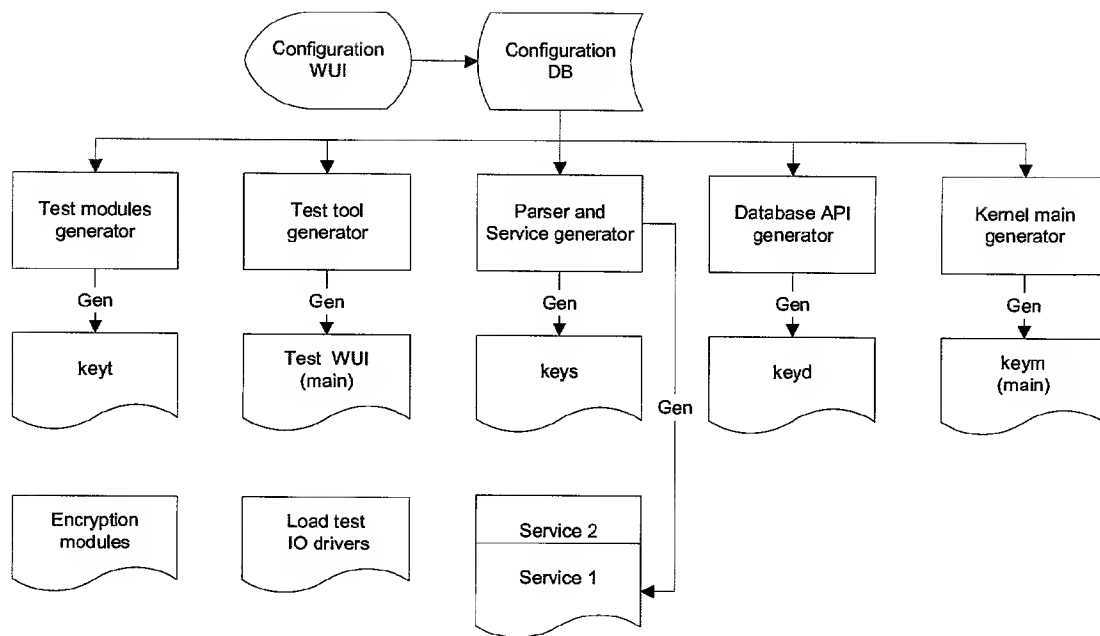 Configuration
WUI
Configuration
DB
Test modules
generator
Test tool
generator
Parser and
Service generator
Database API
generator
Kernel main
generator
Gen
Gen
Gen
Gen
Gen
keyt
Test WUI
(main)
keys
keyd
keym
(main)
Gen
Encryption
modules
Load test
IO drivers
Service 2
Service 1